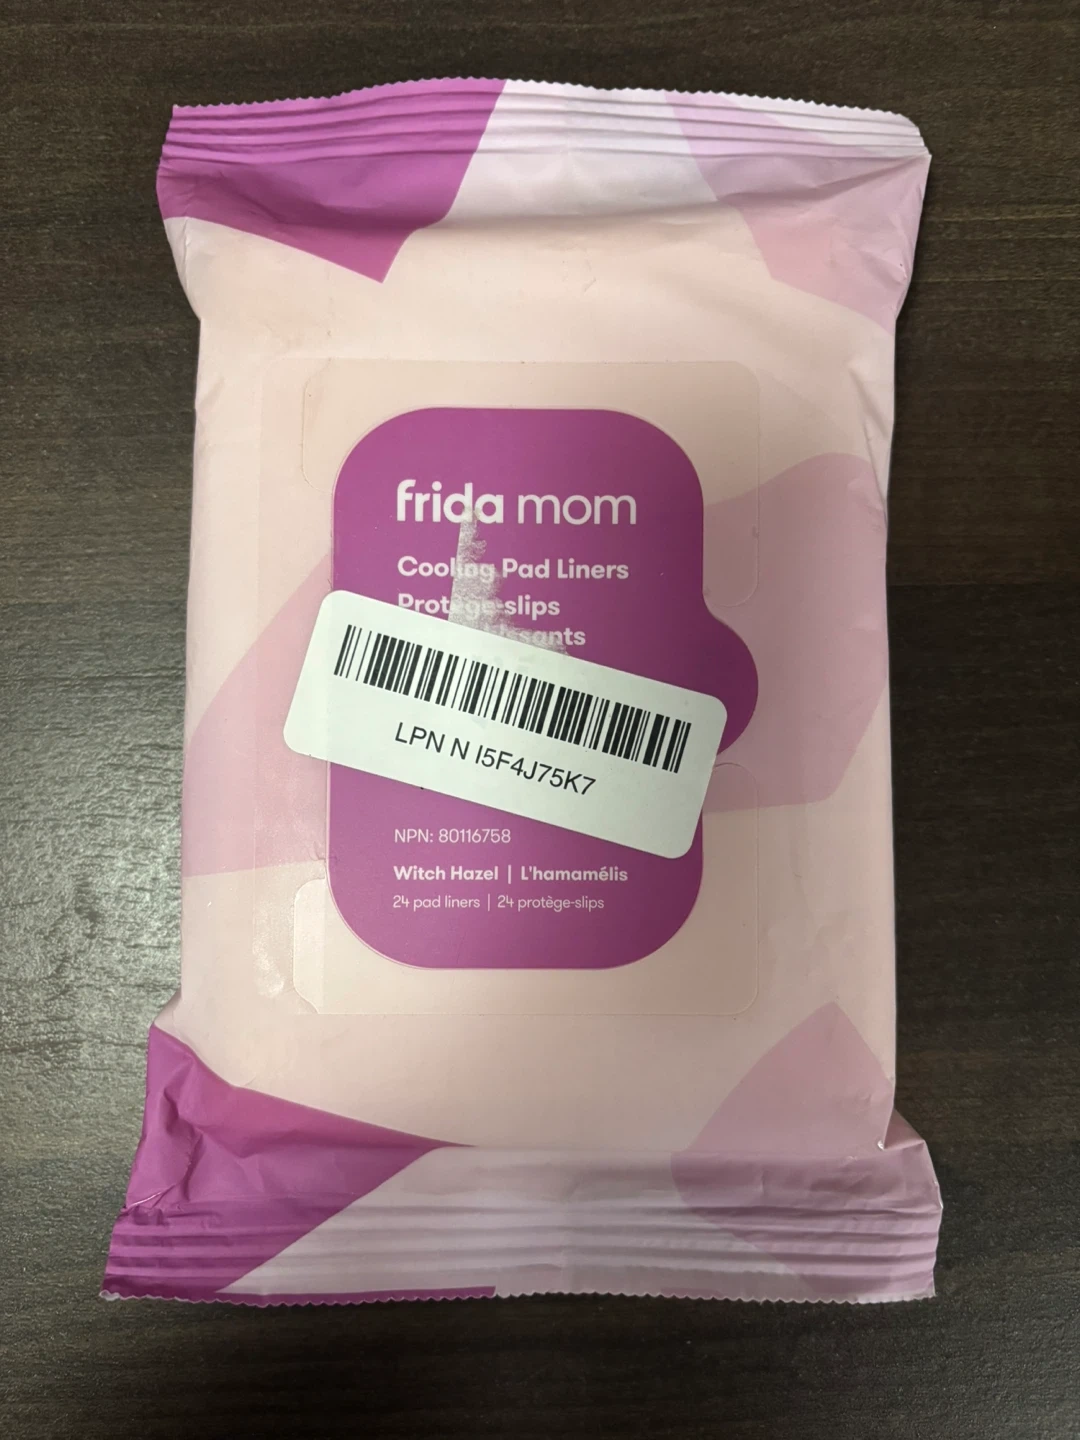 frida mom
Cooling Pad Liners
Protège-slips
LPN N I5F4J75K7
NPN: 80116758
Witch Hazel | L'hamamélis
24 pad liners | 24 protège-slips